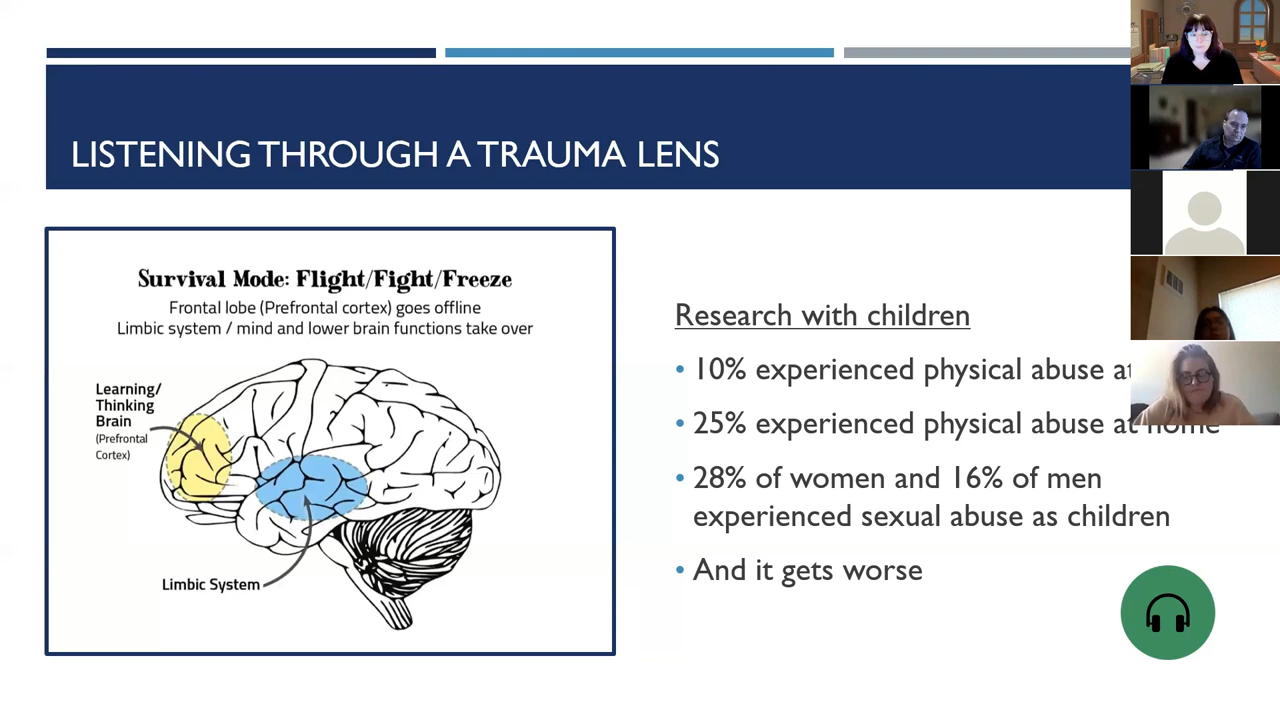 LISTENING THROUGH A TRAUMA LENS
Survival Mode: Flight/Fight/Freeze
Frontal lobe (Prefrontal cortex) goes offline
Limbic system / mind and lower brain functions take over
Learning/
Thinking
Brain
(Prefrontal
Cortex)
Limbic System
Research with children
• 10% experienced physical abuse
• 25% experienced physical abuse at home
• 28% of women and 16% of men
experienced sexual abuse as children
• And it gets worse